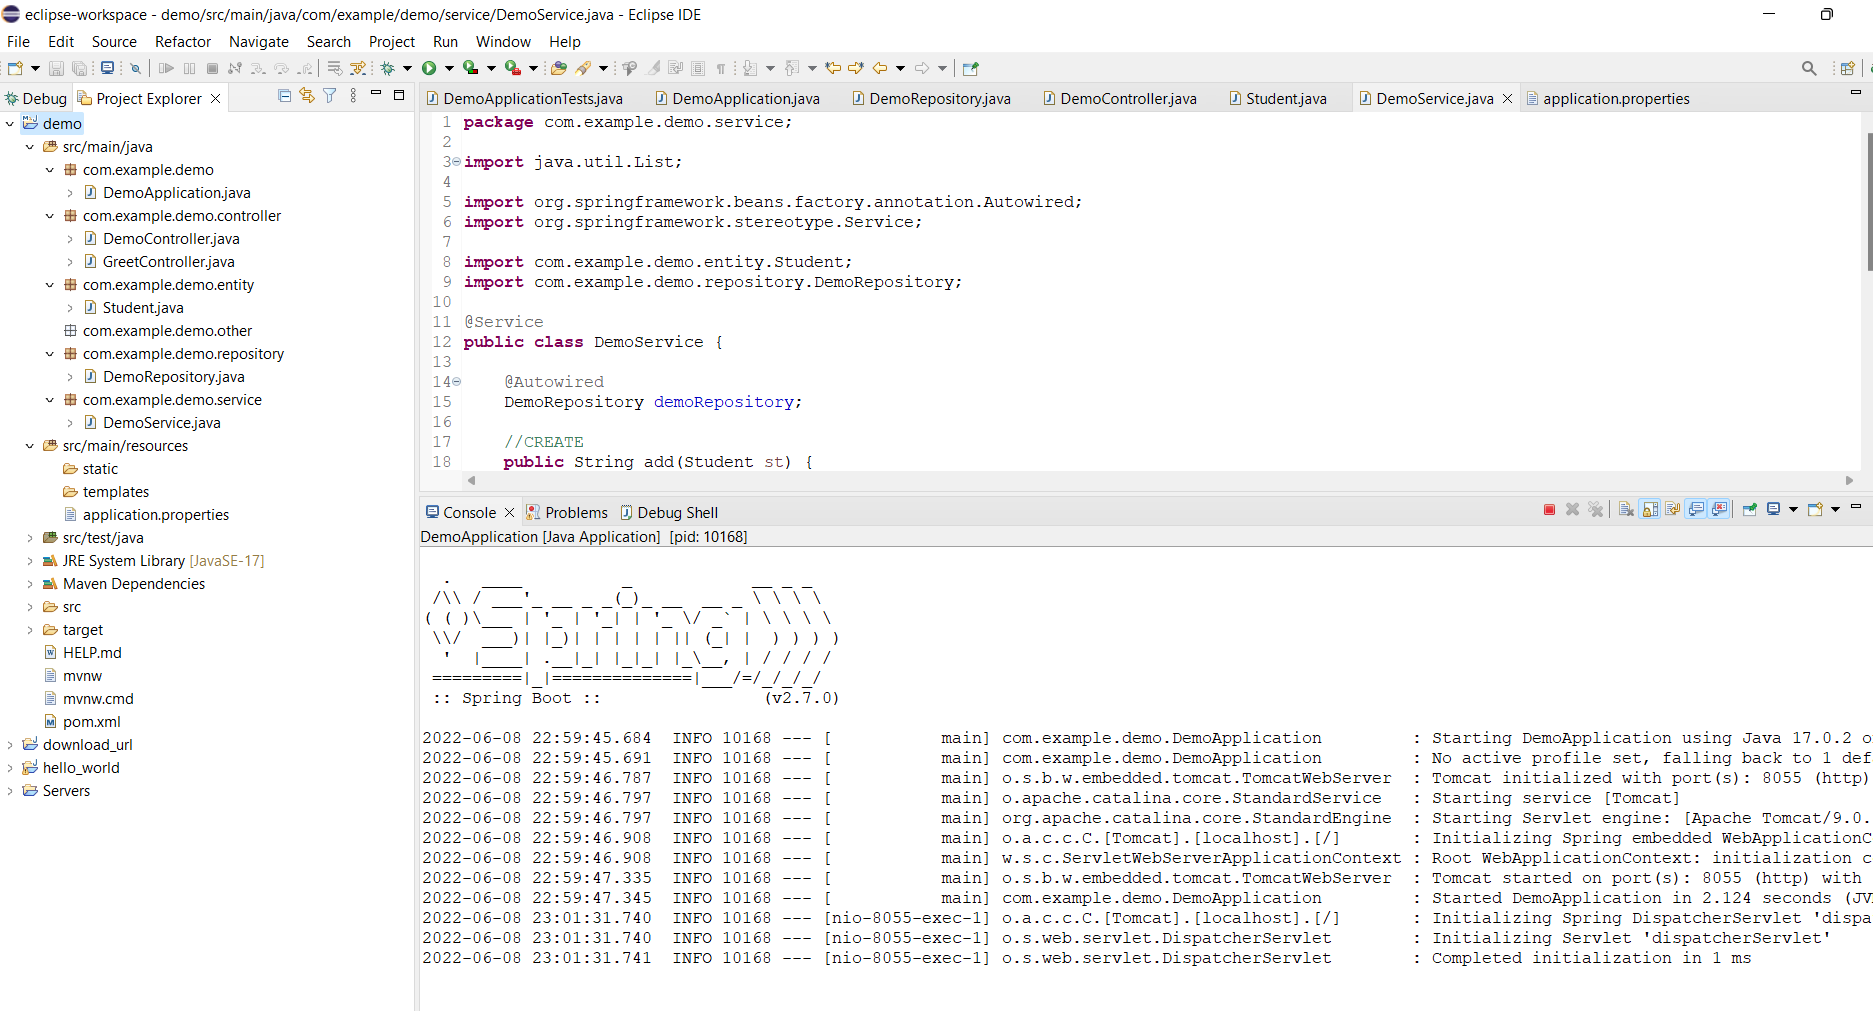 eclipse-workspace - demo/src/main/java/com/example/demo/service/DemoService.java - Eclipse IDE
File Edit Source Refactor Navigate Search Project Run Window Help
Debug Project Explorer
demo
src/main/java
com.example.demo
DemoApplication.java
com.example.demo.controller
DemoController.java
GreetController.java
com.example.demo.entity
Student.java
com.example.demo.other
com.example.demo.repository
DemoRepository.java
com.example.demo.service
DemoService.java
src/main/resources
static
templates
application.properties
src/test/java
JRE System Library [JavaSE-17]
Maven Dependencies
src
target
HELP.md
mvnw
mvnw.cmd
pom.xml
download_url
hello_world
Servers
DemoApplicationTests.java DemoApplication.java DemoRepository.java DemoController.java Student.java DemoService.java application.properties
1 package com.example.demo.service;
2
3 import java.util.List;
4
5 import org.springframework.beans.factory.annotation.Autowired;
6 import org.springframework.stereotype.Service;
7
8 import com.example.demo.entity.Student;
9 import com.example.demo.repository.DemoRepository;
10
11 @Service
12 public class DemoService {
13
14 @Autowired
15 DemoRepository demoRepository;
16
17 //CREATE
18 public String add(Student st) {
Console Problems Debug Shell
DemoApplication [Java Application] [pid: 10168]
Spring
:: Spring Boot :: (v2.7.0)
2022-06-08 22:59:45.684 INFO 10168 --- [ main] com.example.demo.DemoApplication : Starting DemoApplication using Java 17.0.2 o
2022-06-08 22:59:45.691 INFO 10168 --- [ main] com.example.demo.DemoApplication : No active profile set, falling back to 1 def
2022-06-08 22:59:46.787 INFO 10168 --- [ main] o.s.b.w.embedded.tomcat.TomcatWebServer : Tomcat initialized with port(s): 8055 (http)
2022-06-08 22:59:46.797 INFO 10168 --- [ main] o.apache.catalina.core.StandardService : Starting service [Tomcat]
2022-06-08 22:59:46.797 INFO 10168 --- [ main] org.apache.catalina.core.StandardEngine : Starting Servlet engine: [Apache Tomcat/9.0.
2022-06-08 22:59:46.908 INFO 10168 --- [ main] o.a.c.c.C.[Tomcat].[localhost].[/] : Initializing Spring embedded WebApplicationC
2022-06-08 22:59:46.908 INFO 10168 --- [ main] w.s.c.ServletWebServerApplicationContext : Root WebApplicationContext: initialization c
2022-06-08 22:59:47.335 INFO 10168 --- [ main] o.s.b.w.embedded.tomcat.TomcatWebServer : Tomcat started on port(s): 8055 (http) with
2022-06-08 22:59:47.345 INFO 10168 --- [ main] com.example.demo.DemoApplication : Started DemoApplication in 2.124 seconds (JV
2022-06-08 23:01:31.740 INFO 10168 --- [nio-8055-exec-1] o.a.c.c.C.[Tomcat].[localhost].[/] : Initializing Spring DispatcherServlet 'dispa
2022-06-08 23:01:31.740 INFO 10168 --- [nio-8055-exec-1] o.s.web.servlet.DispatcherServlet : Initializing Servlet 'dispatcherServlet'
2022-06-08 23:01:31.741 INFO 10168 --- [nio-8055-exec-1] o.s.web.servlet.DispatcherServlet : Completed initialization in 1 ms